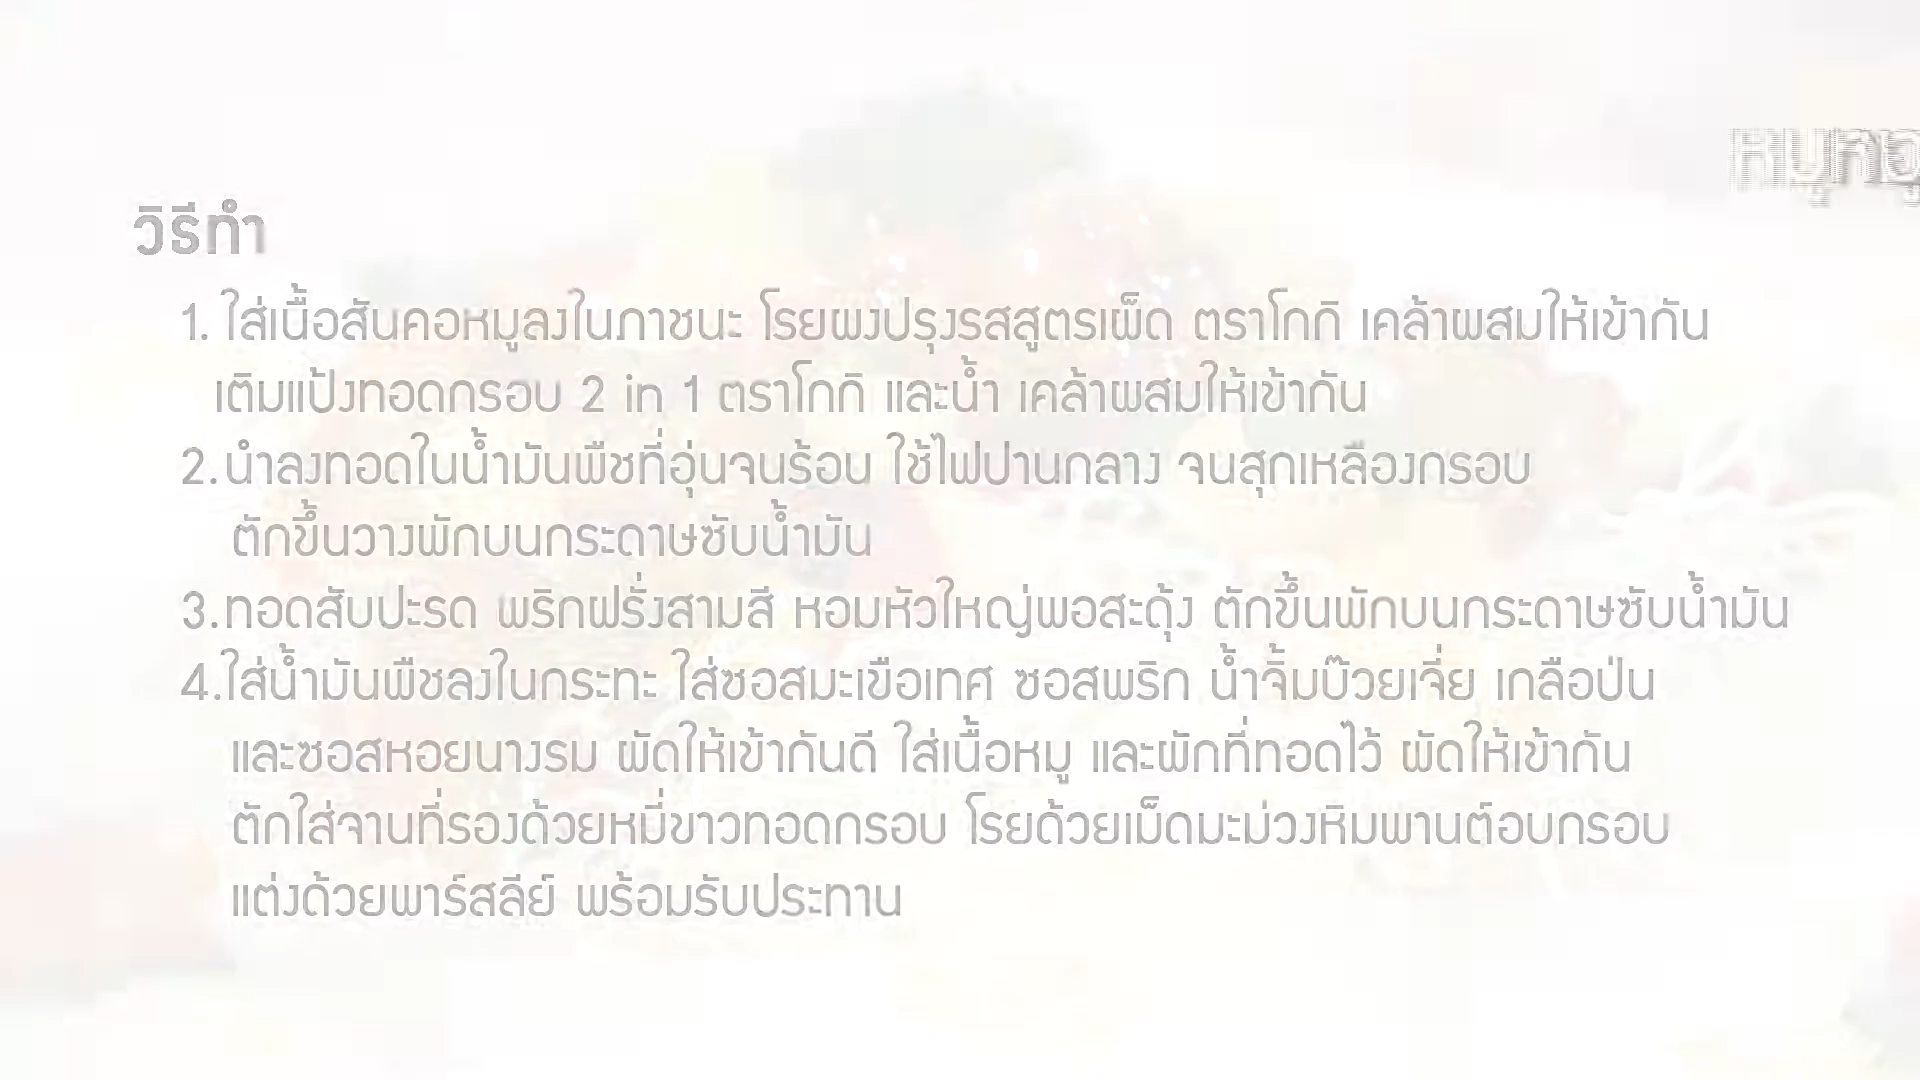 วิธีทำ
1. ใส่เนื้อสันคอหมูลงในภาชนะ โรยผงปรุงรสสูตรเผ็ด ตราโกกิ เคล้าผสมให้เข้ากัน
เติมแป้งทอดกรอบ 2 in 1 ตราโกกิ และน้ำ เคล้าผสมให้เข้ากัน
2.นำลงทอดในน้ำมันพืชที่อุ่นจนร้อน ใช้ไฟปานกลาง จนสุกเหลืองกรอบ
ตักขึ้นวางพักบนกระดาษซับน้ำมัน
3.ทอดสับปะรด พริกฝรั่งสามสี หอมหัวใหญ่พอสะดุ้ง ตักขึ้นพักบนกระดาษซับน้ำมัน
4.ใส่น้ำมันพืชลงในกระทะ ใส่ซอสมะเขือเทศ ซอสพริก น้ำจิ้มบ๊วยเจี่ย เกลือป่น
และซอสหอยนางรม ผัดให้เข้ากันดี ใส่เนื้อหมู และผักที่ทอดไว้ ผัดให้เข้ากัน
ตักใส่จานที่รองด้วยหมี่ขาวทอดกรอบ โรยด้วยเม็ดมะม่วงหิมพานต์อบกรอบ
แต่งด้วยพาร์สลีย์ พร้อมรับประทาน